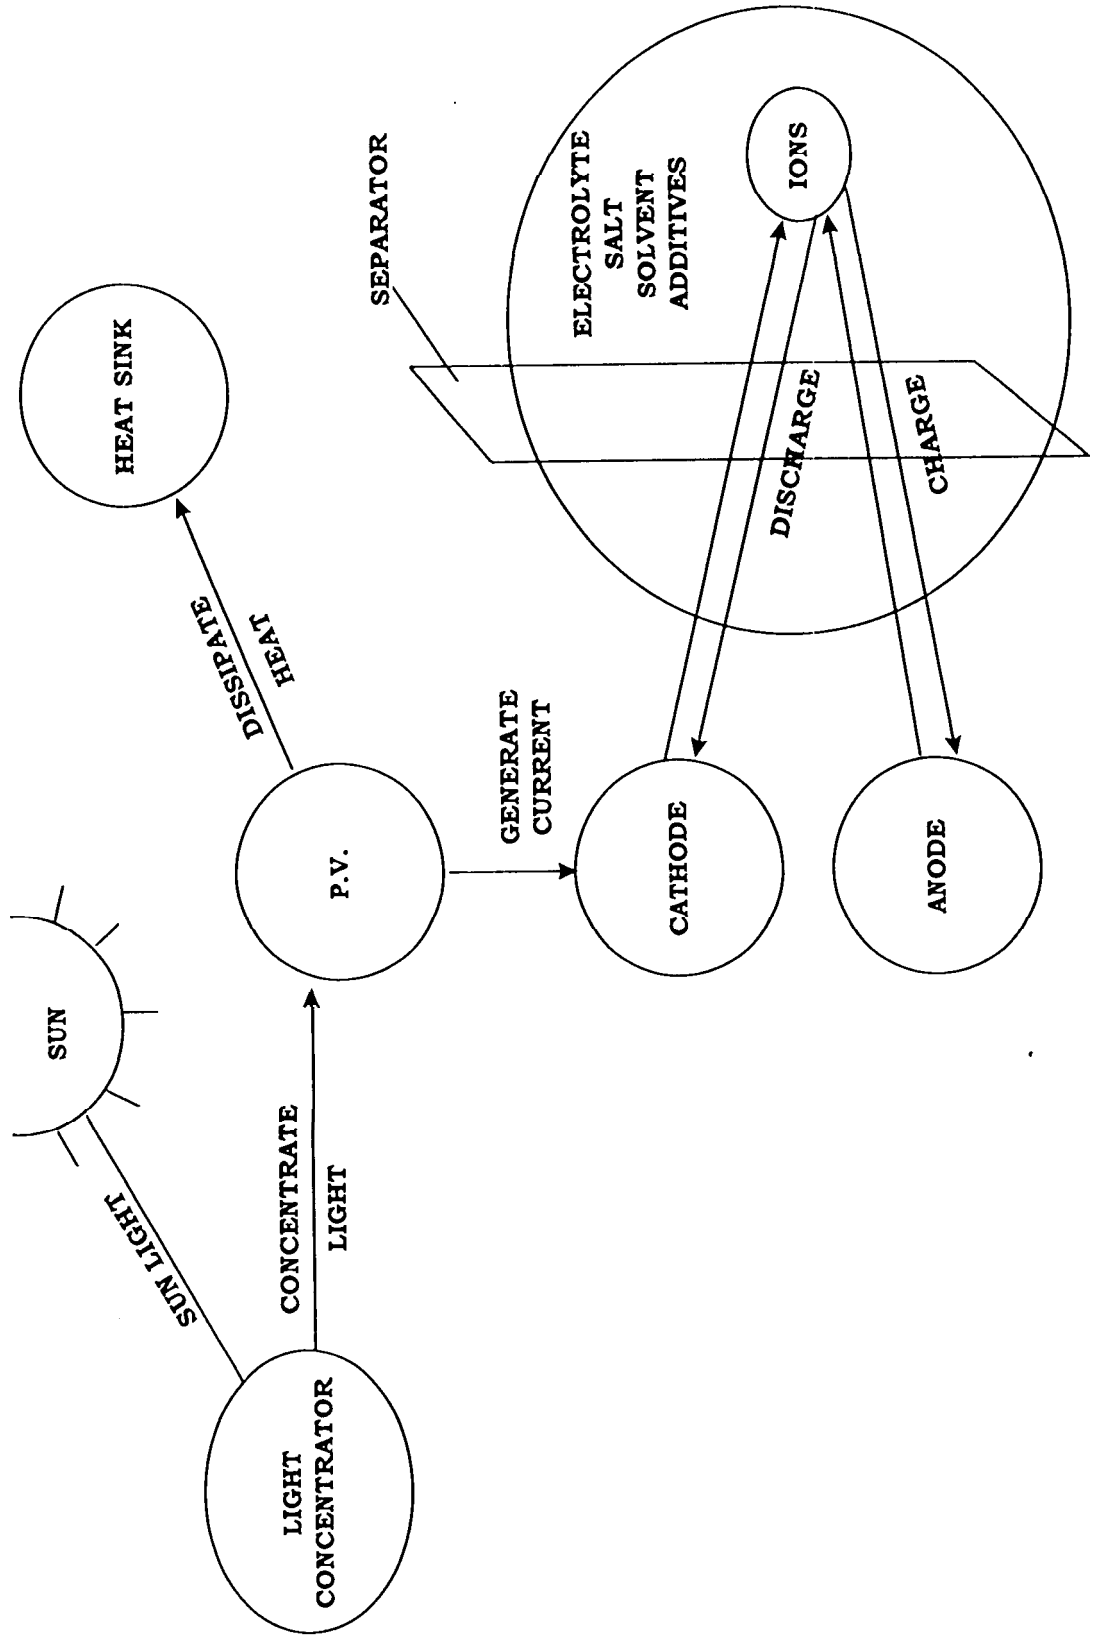 SUN
SUN LIGHT
LIGHT
CONCENTRATOR
CONCENTRATE
LIGHT
P.V.
DISSIPATE
HEAT
HEAT SINK
GENERATE
CURRENT
CATHODE
ANODE
SEPARATOR
ELECTROLYTE
SALT
SOLVENT
ADDITIVES
IONS
DISCHARGE
CHARGE